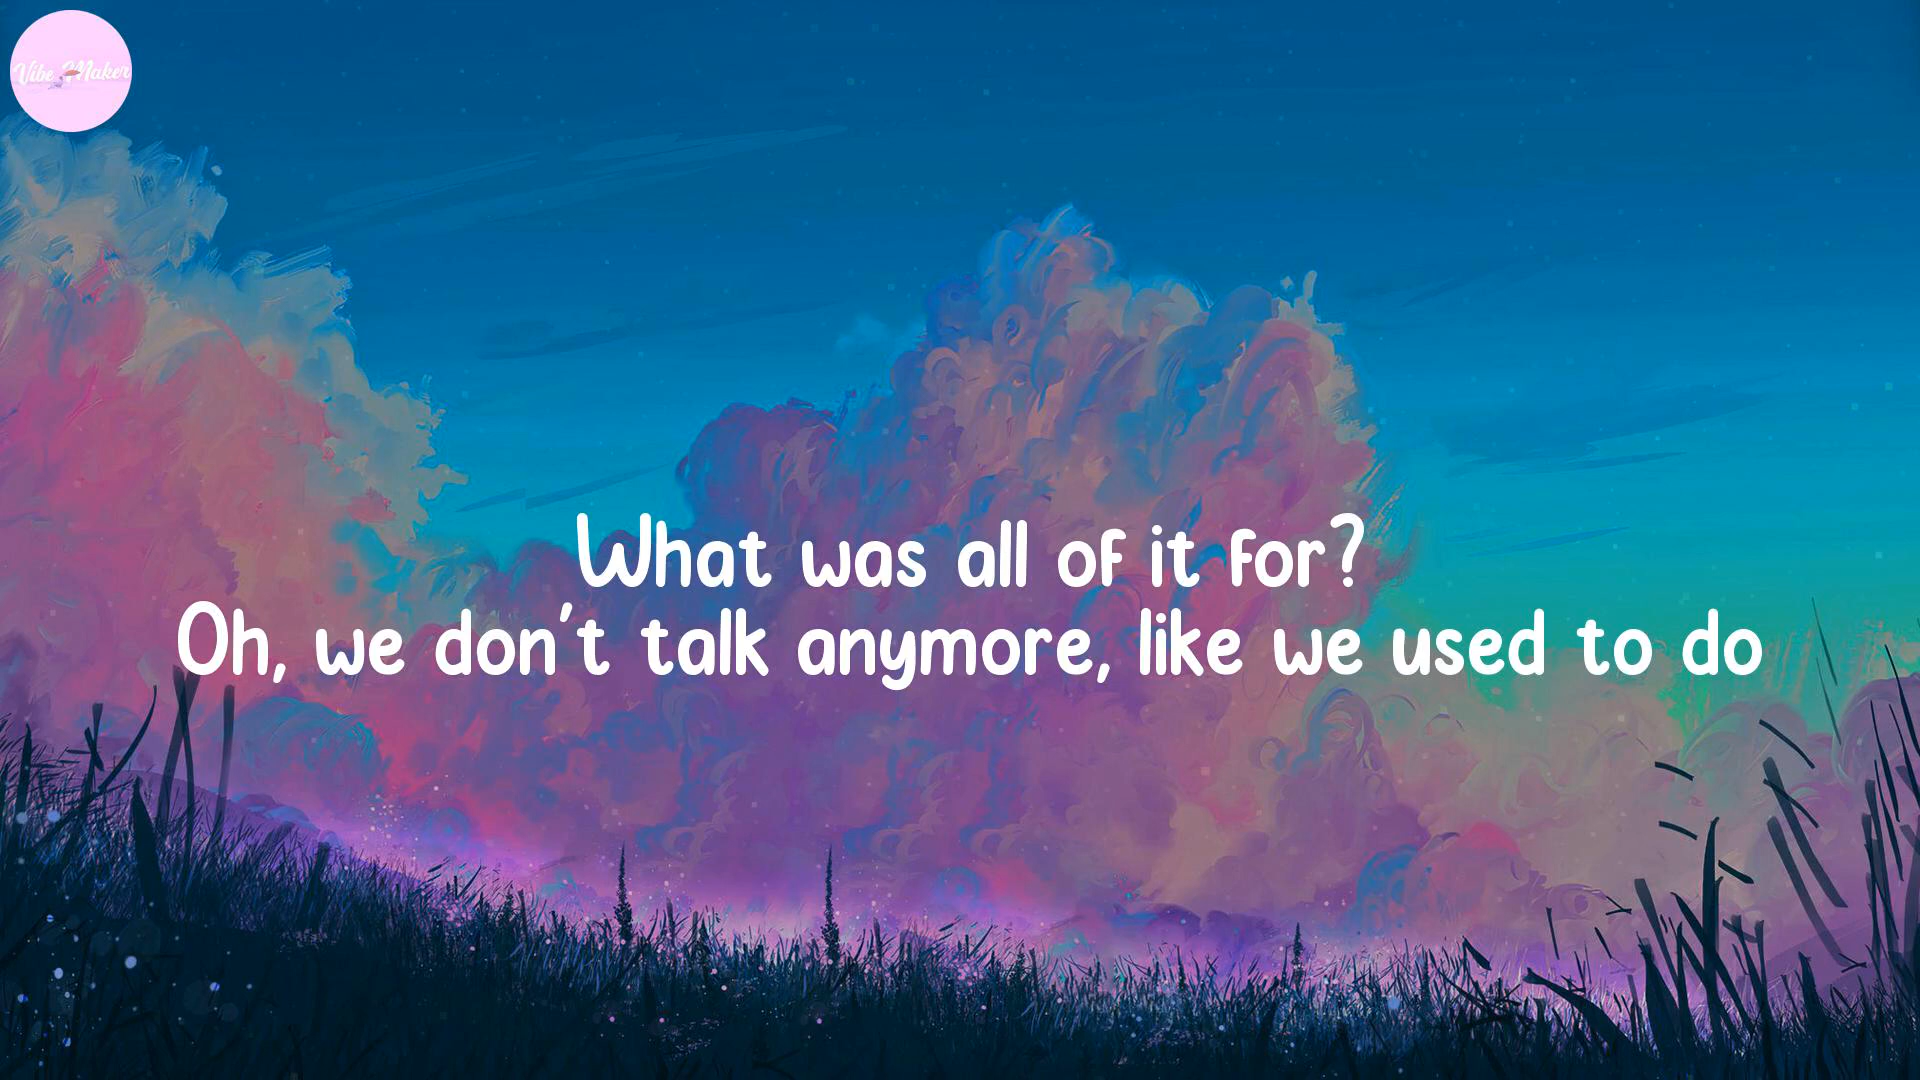 Vibe Maker
What was all of it for?
Oh, we don't talk anymore, like we used to do